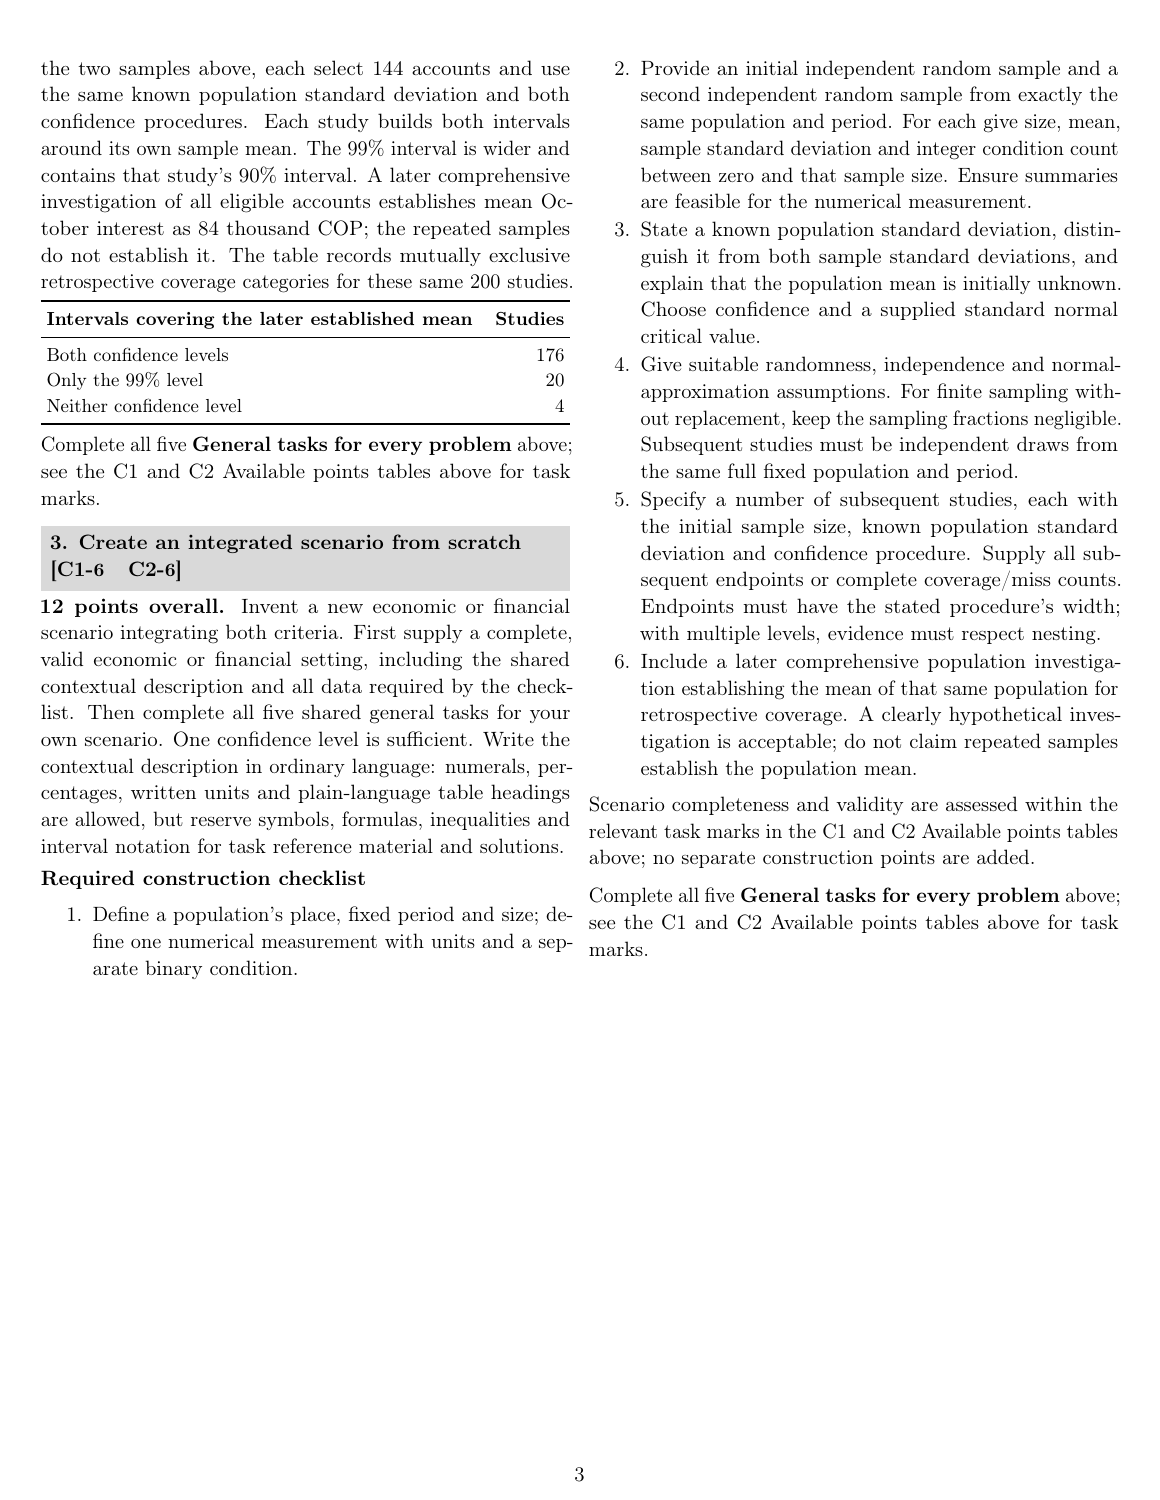 the two samples above, each select 144 accounts and use
the same known population standard deviation and both
confidence procedures. Each study builds both intervals
around its own sample mean. The 99% interval is wider and
contains that study's 90% interval. A later comprehensive
investigation of all eligible accounts establishes mean Oc-
tober interest as 84 thousand COP; the repeated samples
do not establish it. The table records mutually exclusive
retrospective coverage categories for these same 200 studies.
Intervals covering the later established mean Studies
Both confidence levels 176
Only the 99% level 20
Neither confidence level 4
Complete all five General tasks for every problem above;
see the C1 and C2 Available points tables above for task
marks.
3. Create an integrated scenario from scratch
[C1-6 C2-6]
12 points overall. Invent a new economic or financial
scenario integrating both criteria. First supply a complete,
valid economic or financial setting, including the shared
contextual description and all data required by the check-
list. Then complete all five shared general tasks for your
own scenario. One confidence level is sufficient. Write the
contextual description in ordinary language: numerals, per-
centages, written units and plain-language table headings
are allowed, but reserve symbols, formulas, inequalities and
interval notation for task reference material and solutions.
Required construction checklist
1. Define a population's place, fixed period and size; de-
fine one numerical measurement with units and a sep-
arate binary condition.
2. Provide an initial independent random sample and a
second independent random sample from exactly the
same population and period. For each give size, mean,
sample standard deviation and integer condition count
between zero and that sample size. Ensure summaries
are feasible for the numerical measurement.
3. State a known population standard deviation, distin-
guish it from both sample standard deviations, and
explain that the population mean is initially unknown.
Choose confidence and a supplied standard normal
critical value.
4. Give suitable randomness, independence and normal-
approximation assumptions. For finite sampling with-
out replacement, keep the sampling fractions negligible.
Subsequent studies must be independent draws from
the same full fixed population and period.
5. Specify a number of subsequent studies, each with
the initial sample size, known population standard
deviation and confidence procedure. Supply all sub-
sequent endpoints or complete coverage/miss counts.
Endpoints must have the stated procedure's width;
with multiple levels, evidence must respect nesting.
6. Include a later comprehensive population investiga-
tion establishing the mean of that same population for
retrospective coverage. A clearly hypothetical inves-
tigation is acceptable; do not claim repeated samples
establish the population mean.
Scenario completeness and validity are assessed within the
relevant task marks in the C1 and C2 Available points tables
above; no separate construction points are added.
Complete all five General tasks for every problem above;
see the C1 and C2 Available points tables above for task
marks.
3